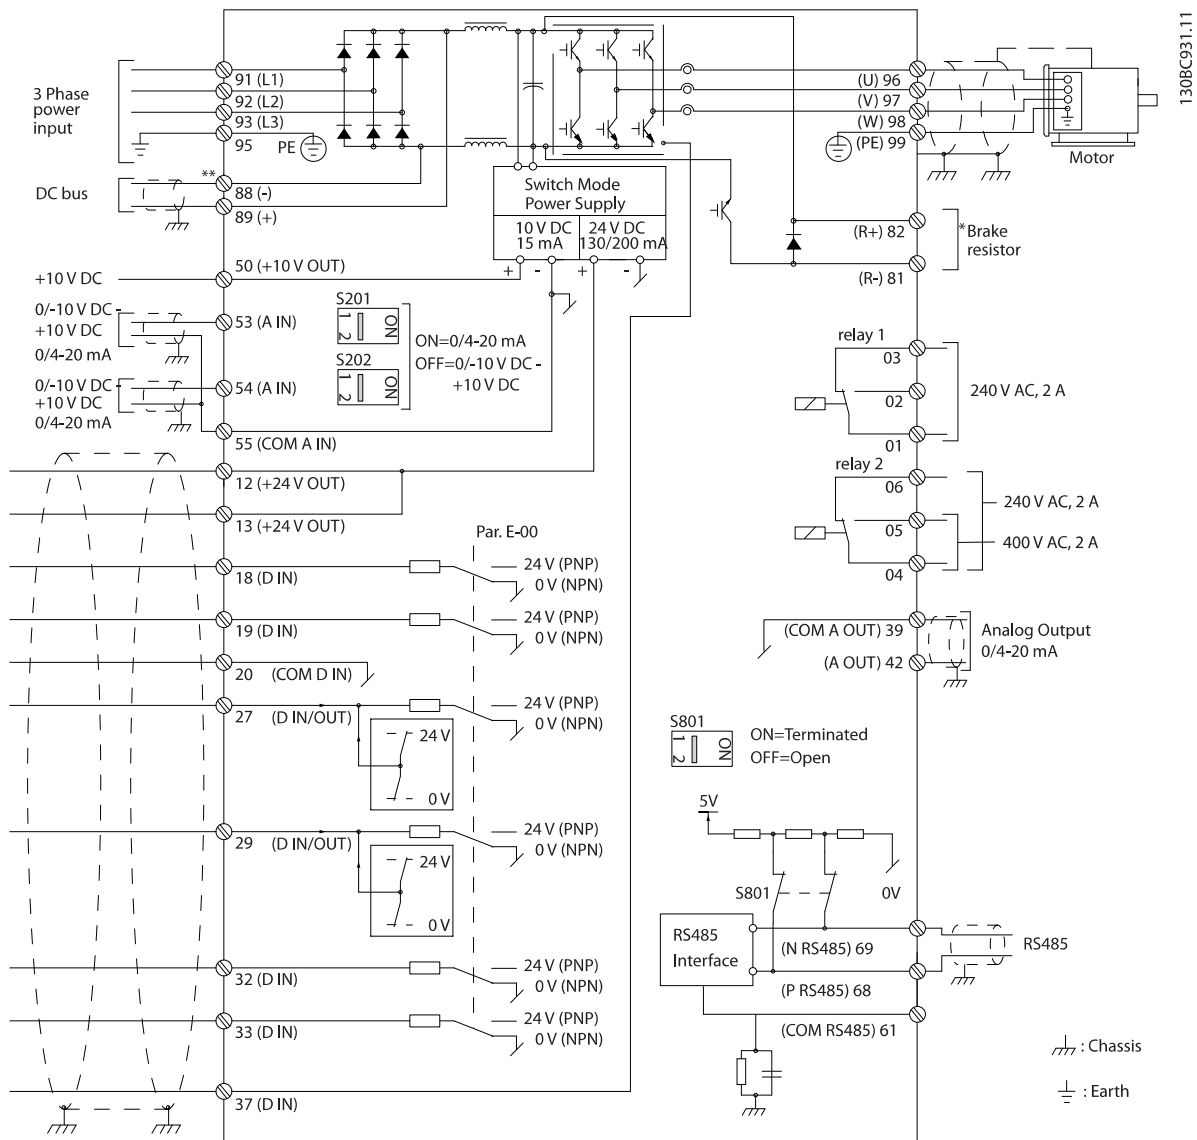 130BC931.11
3 Phase
power
input
91 (L1)
92 (L2)
93 (L3)
95
PE
(U) 96
(V) 97
(W) 98
(PE) 99
Motor
DC bus
**
88 (-)
89 (+)
Switch Mode
Power Supply
10 V DC
15 mA
24 V DC
130/200 mA
+ - + -
(R+) 82
(R-) 81
*Brake
resistor
+10 V DC
50 (+10 V OUT)
0/-10 V DC -
+10 V DC
0/4-20 mA
53 (A IN)
0/-10 V DC -
+10 V DC
0/4-20 mA
54 (A IN)
55 (COM A IN)
S201
1 2
ON
S202
1 2
ON
ON=0/4-20 mA
OFF=0/-10 V DC -
+10 V DC
relay 1
03
02
01
240 V AC, 2 A
relay 2
06
05
04
240 V AC, 2 A
400 V AC, 2 A
12 (+24 V OUT)
13 (+24 V OUT)
Par. E-00
18 (D IN)
24 V (PNP)
0 V (NPN)
19 (D IN)
24 V (PNP)
0 V (NPN)
20 (COM D IN)
27 (D IN/OUT)
24 V (PNP)
0 V (NPN)
24 V
0 V
29 (D IN/OUT)
24 V (PNP)
0 V (NPN)
24 V
0 V
32 (D IN)
24 V (PNP)
0 V (NPN)
33 (D IN)
24 V (PNP)
0 V (NPN)
37 (D IN)
(COM A OUT) 39
(A OUT) 42
Analog Output
0/4-20 mA
S801
1 2
ON
ON=Terminated
OFF=Open
5V
S801
0V
RS485
Interface
(N RS485) 69
(P RS485) 68
(COM RS485) 61
RS485
: Chassis
: Earth